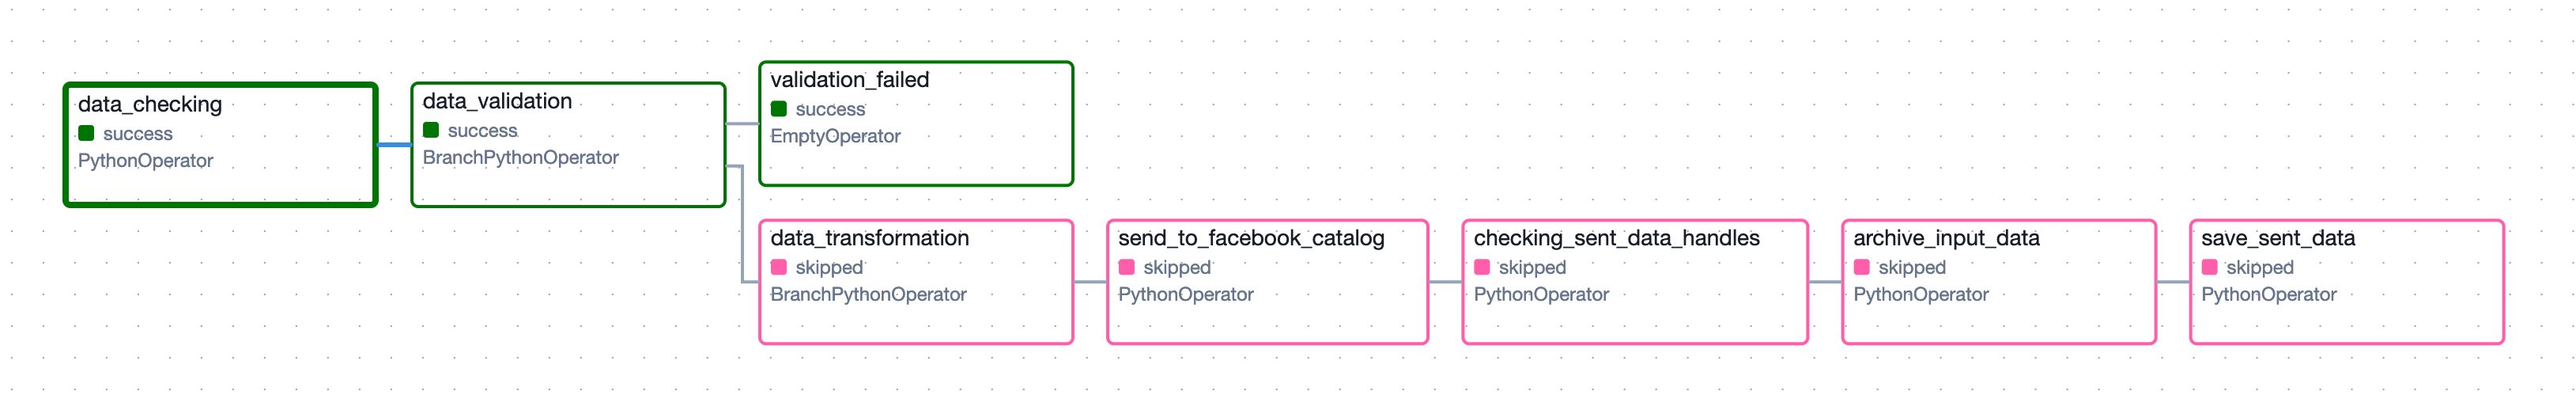 data_checking
success
PythonOperator
data_validation
success
BranchPythonOperator
validation_failed
success
EmptyOperator
data_transformation
skipped
BranchPythonOperator
send_to_facebook_catalog
skipped
PythonOperator
checking_sent_data_handles
skipped
PythonOperator
archive_input_data
skipped
PythonOperator
save_sent_data
skipped
PythonOperator